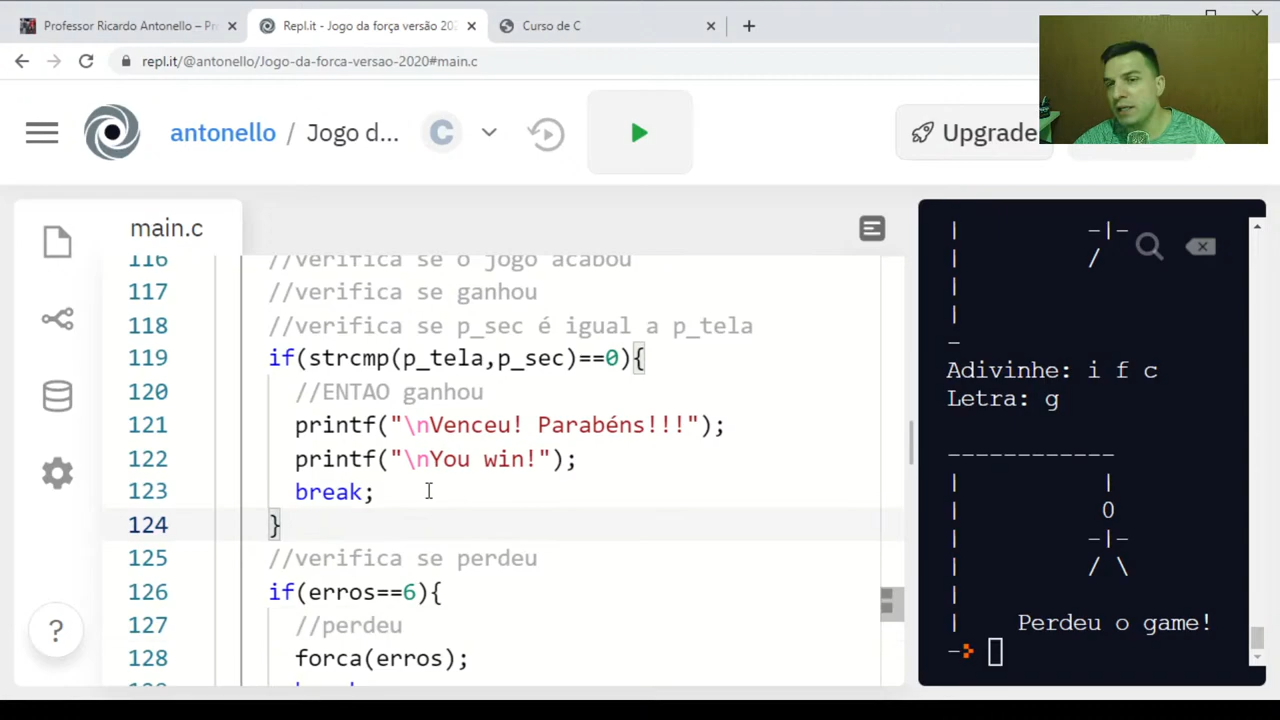 Professor Ricardo Antonello – Pr
Repl.it - Jogo da força versão 202
Curso de C
repl.it/@antonello/Jogo-da-forca-versao-2020#main.c
antonello / Jogo d...
C
Upgrade
main.c
116 //verifica se o jogo acabou
117 //verifica se ganhou
118 //verifica se p_sec é igual a p_tela
119 if(strcmp(p_tela,p_sec)==0){
120 //ENTAO ganhou
121 printf("\nVenceu! Parabéns!!!");
122 printf("\nYou win!");
123 break;
124 }
125 //verifica se perdeu
126 if(erros==6){
127 //perdeu
128 forca(erros);
?
| -|-
| /
|
|
-
Adivinhe: i f c
Letra: g
------------
| |
| O
| -|-
| / \
|
| Perdeu o game!